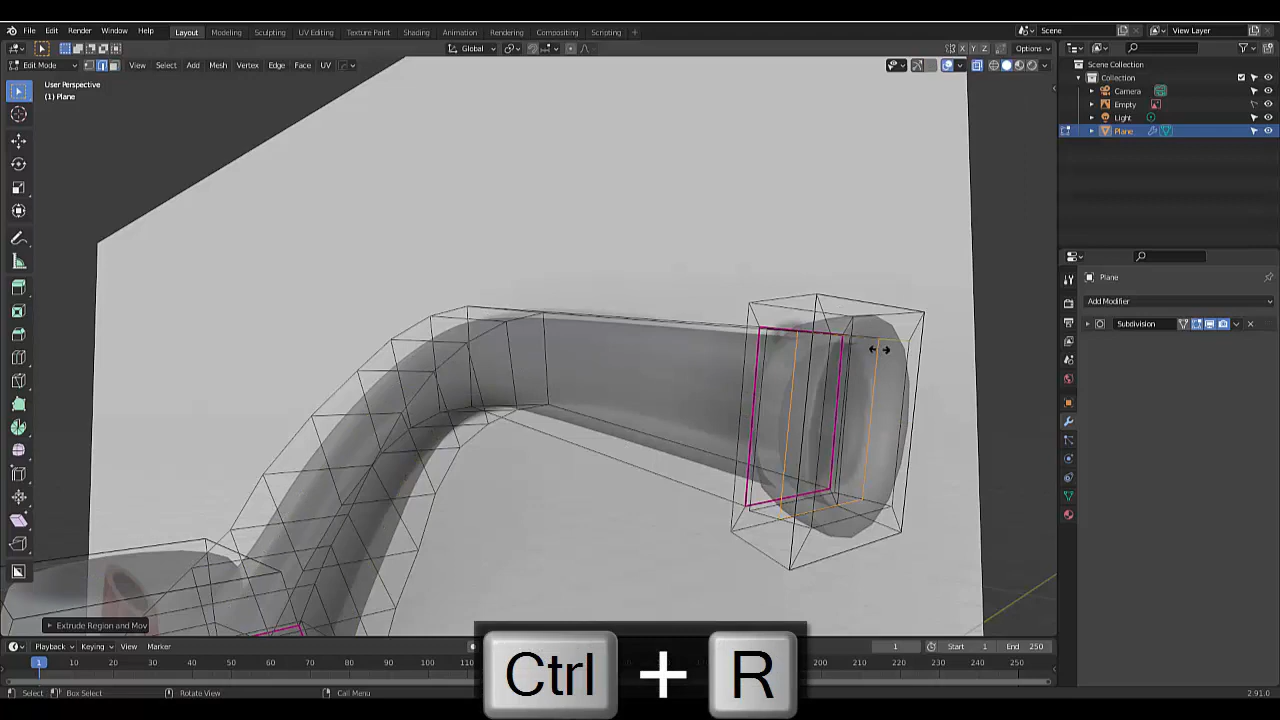 File Edit Render Window Help Layout Modeling Sculpting UV Editing Texture Paint Shading Animation Rendering Compositing Scripting + Scene View Layer
Global X Y Z Options
Edit Mode View Select Add Mesh Vertex Edge Face UV
User Perspective
(1) Plane
Scene Collection
Collection
Camera
Empty
Light
Plane
Plane
Add Modifier
Subdivision
Extrude Region and Mov
Playback Keying View Marker 1 Start 1 End 250
1 10 20 30 40 50 60 70 80 90 100 110 200 210 220 230 240 250
Ctrl + R
Select Box Select Rotate View Call Menu 2.91.0